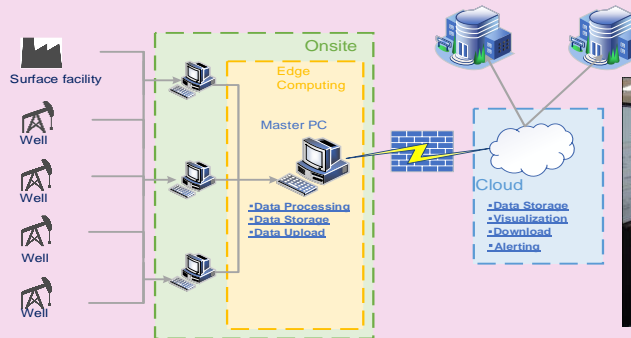 Onsite
Edge
Computing
Surface facility
Master PC
Well
Well
Cloud
▪Data Processing
▪Data Storage
▪Data Upload
▪Data Storage
▪Visualization
▪Download
▪Alerting
Well
Well